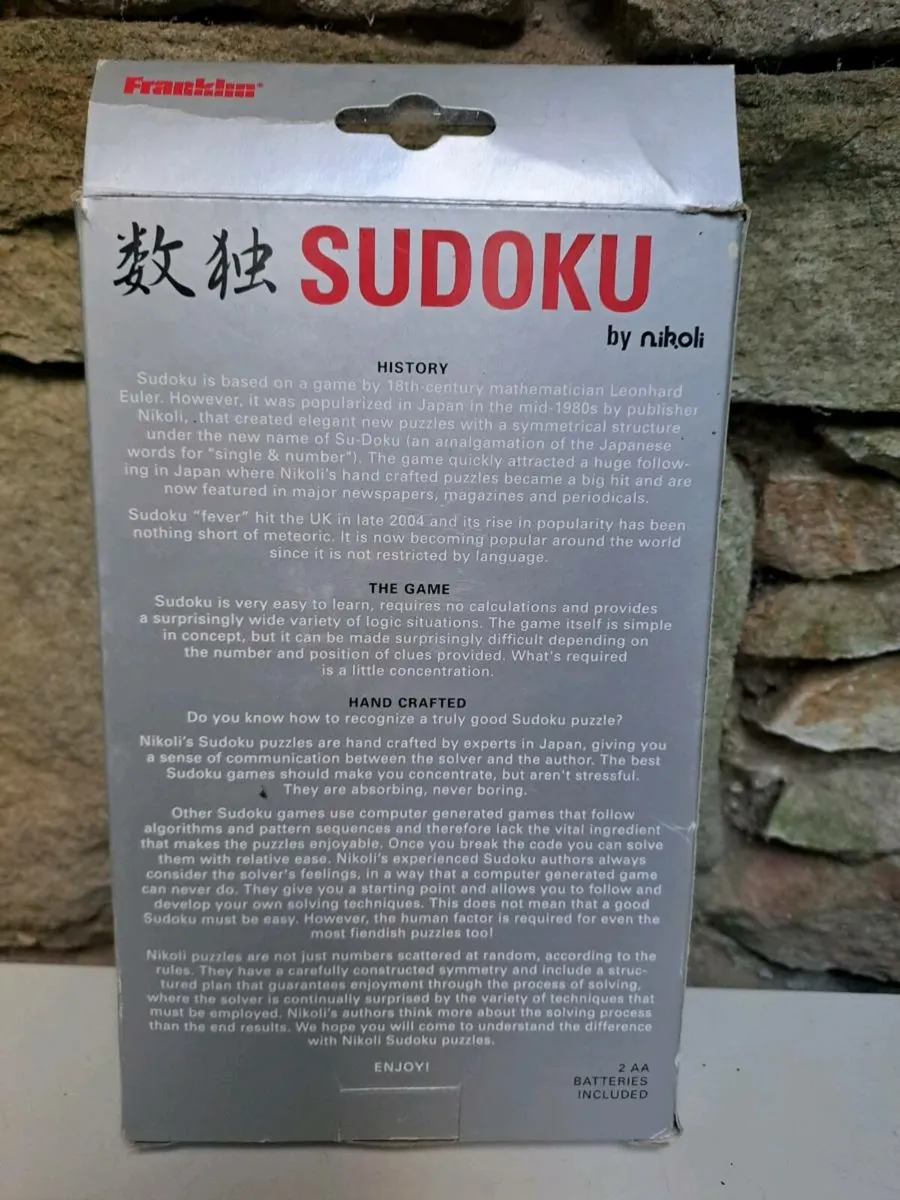 Franklin®
数独 SUDOKU
by nikoli
HISTORY
Sudoku is based on a game by 18th-century mathematician Leonhard
Euler. However, it was popularized in Japan in the mid-1980s by publisher
Nikoli, that created elegant new puzzles with a symmetrical structure
under the new name of Su-Doku (an amalgamation of the Japanese
words for "single & number"). The game quickly attracted a huge follow-
ing in Japan where Nikoli's hand crafted puzzles became a big hit and are
now featured in major newspapers, magazines and periodicals.
Sudoku "fever" hit the UK in late 2004 and its rise in popularity has been
nothing short of meteoric. It is now becoming popular around the world
since it is not restricted by language.
THE GAME
Sudoku is very easy to learn, requires no calculations and provides
a surprisingly wide variety of logic situations. The game itself is simple
in concept, but it can be made surprisingly difficult depending on
the number and position of clues provided. What's required
is a little concentration.
HAND CRAFTED
Do you know how to recognize a truly good Sudoku puzzle?
Nikoli's Sudoku puzzles are hand crafted by experts in Japan, giving you
a sense of communication between the solver and the author. The best
Sudoku games should make you concentrate, but aren't stressful.
They are absorbing, never boring.
Other Sudoku games use computer generated games that follow
algorithms and pattern sequences and therefore lack the vital ingredient
that makes the puzzles enjoyable. Once you break the code you can solve
them with relative ease. Nikoli's experienced Sudoku authors always
consider the solver's feelings, in a way that a computer generated game
can never do. They give you a starting point and allows you to follow and
develop your own solving techniques. This does not mean that a good
Sudoku must be easy. However, the human factor is required for even the
most fiendish puzzles too!
Nikoli puzzles are not just numbers scattered at random, according to the
rules. They have a carefully constructed symmetry and include a struc-
tured plan that guarantees enjoyment through the process of solving,
where the solver is continually surprised by the variety of techniques that
must be employed. Nikoli's authors think more about the solving process
than the end results. We hope you will come to understand the difference
with Nikoli Sudoku puzzles.
ENJOY!
2 AA
BATTERIES
INCLUDED